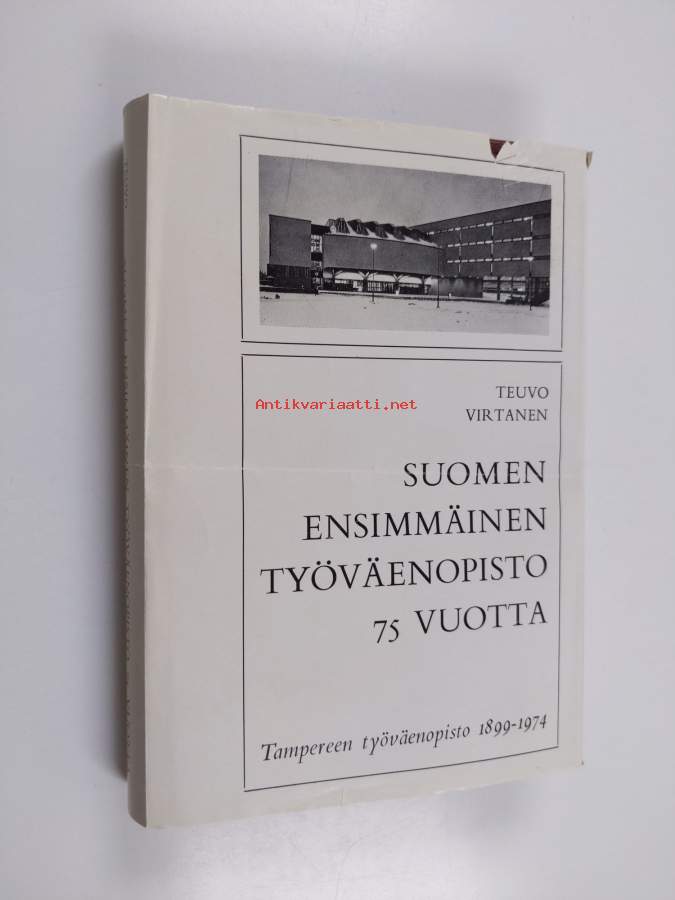 TEUVO
VIRTANEN
Antikvariaatti.net
SUOMEN
ENSIMMÄINEN
TYÖVÄENOPISTO
75 VUOTTA
Tampereen työväenopisto 1899-1974